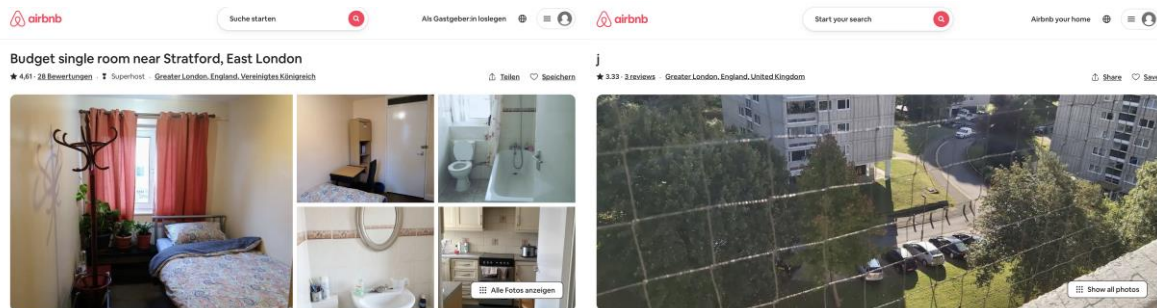 airbnb
Suche starten
Als Gastgeber:in loslegen
Budget single room near Stratford, East London
★ 4,61 · 28 Bewertungen · Superhost · Greater London, England, Vereinigtes Königreich
Teilen
Speichern
Alle Fotos anzeigen
airbnb
Start your search
Airbnb your home
j
★ 3.33 · 3 reviews · Greater London, England, United Kingdom
Share
Save
Show all photos